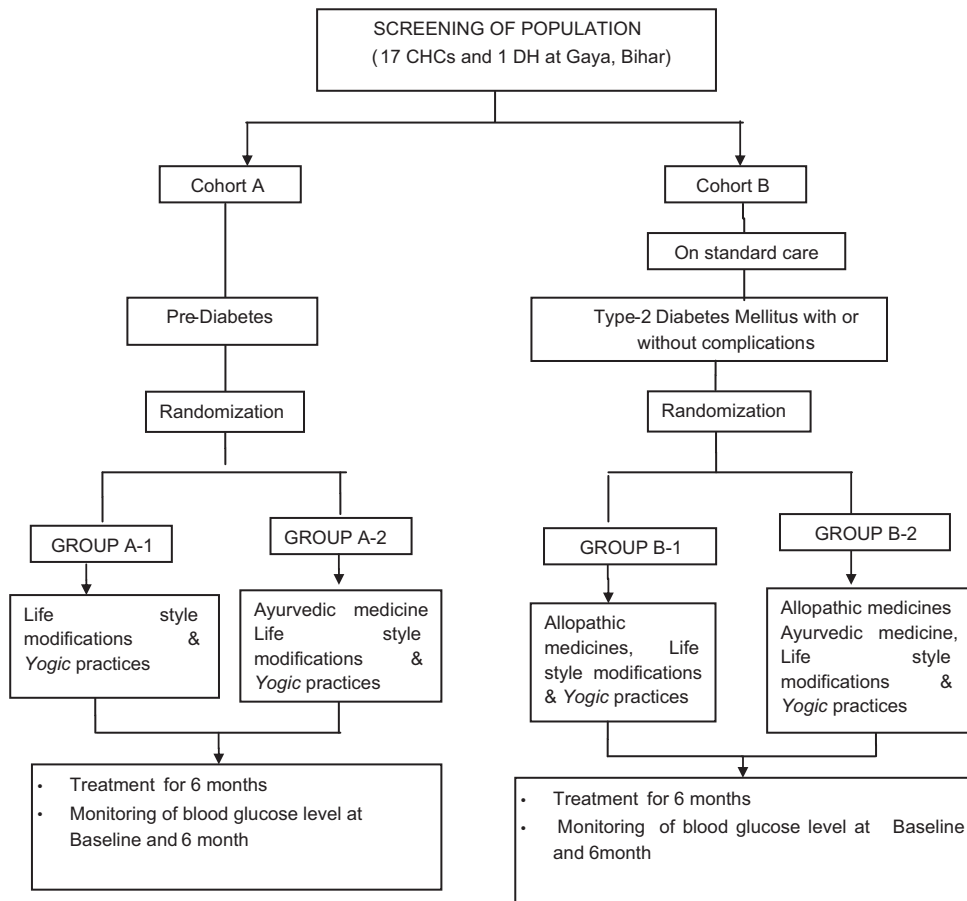 SCREENING OF POPULATION
( 17 CHCs and 1 DH at Gaya, Bihar)
Cohort A
Cohort B
On standard care
Pre-Diabetes
Type-2 Diabetes Mellitus with or
without complications
Randomization
Randomization
GROUP A-1
GROUP A-2
GROUP B-1
GROUP B-2
Life style
modifications &
Yogic practices
Ayurvedic medicine
Life style
modifications &
Yogic practices
Allopathic
medicines, Life
style modifications
& Yogic practices
Allopathic medicines
Ayurvedic medicine,
Life style
modifications &
Yogic practices
• Treatment for 6 months
• Monitoring of blood glucose level at
Baseline and 6 month
• Treatment for 6 months
• Monitoring of blood glucose level at Baseline
and 6month